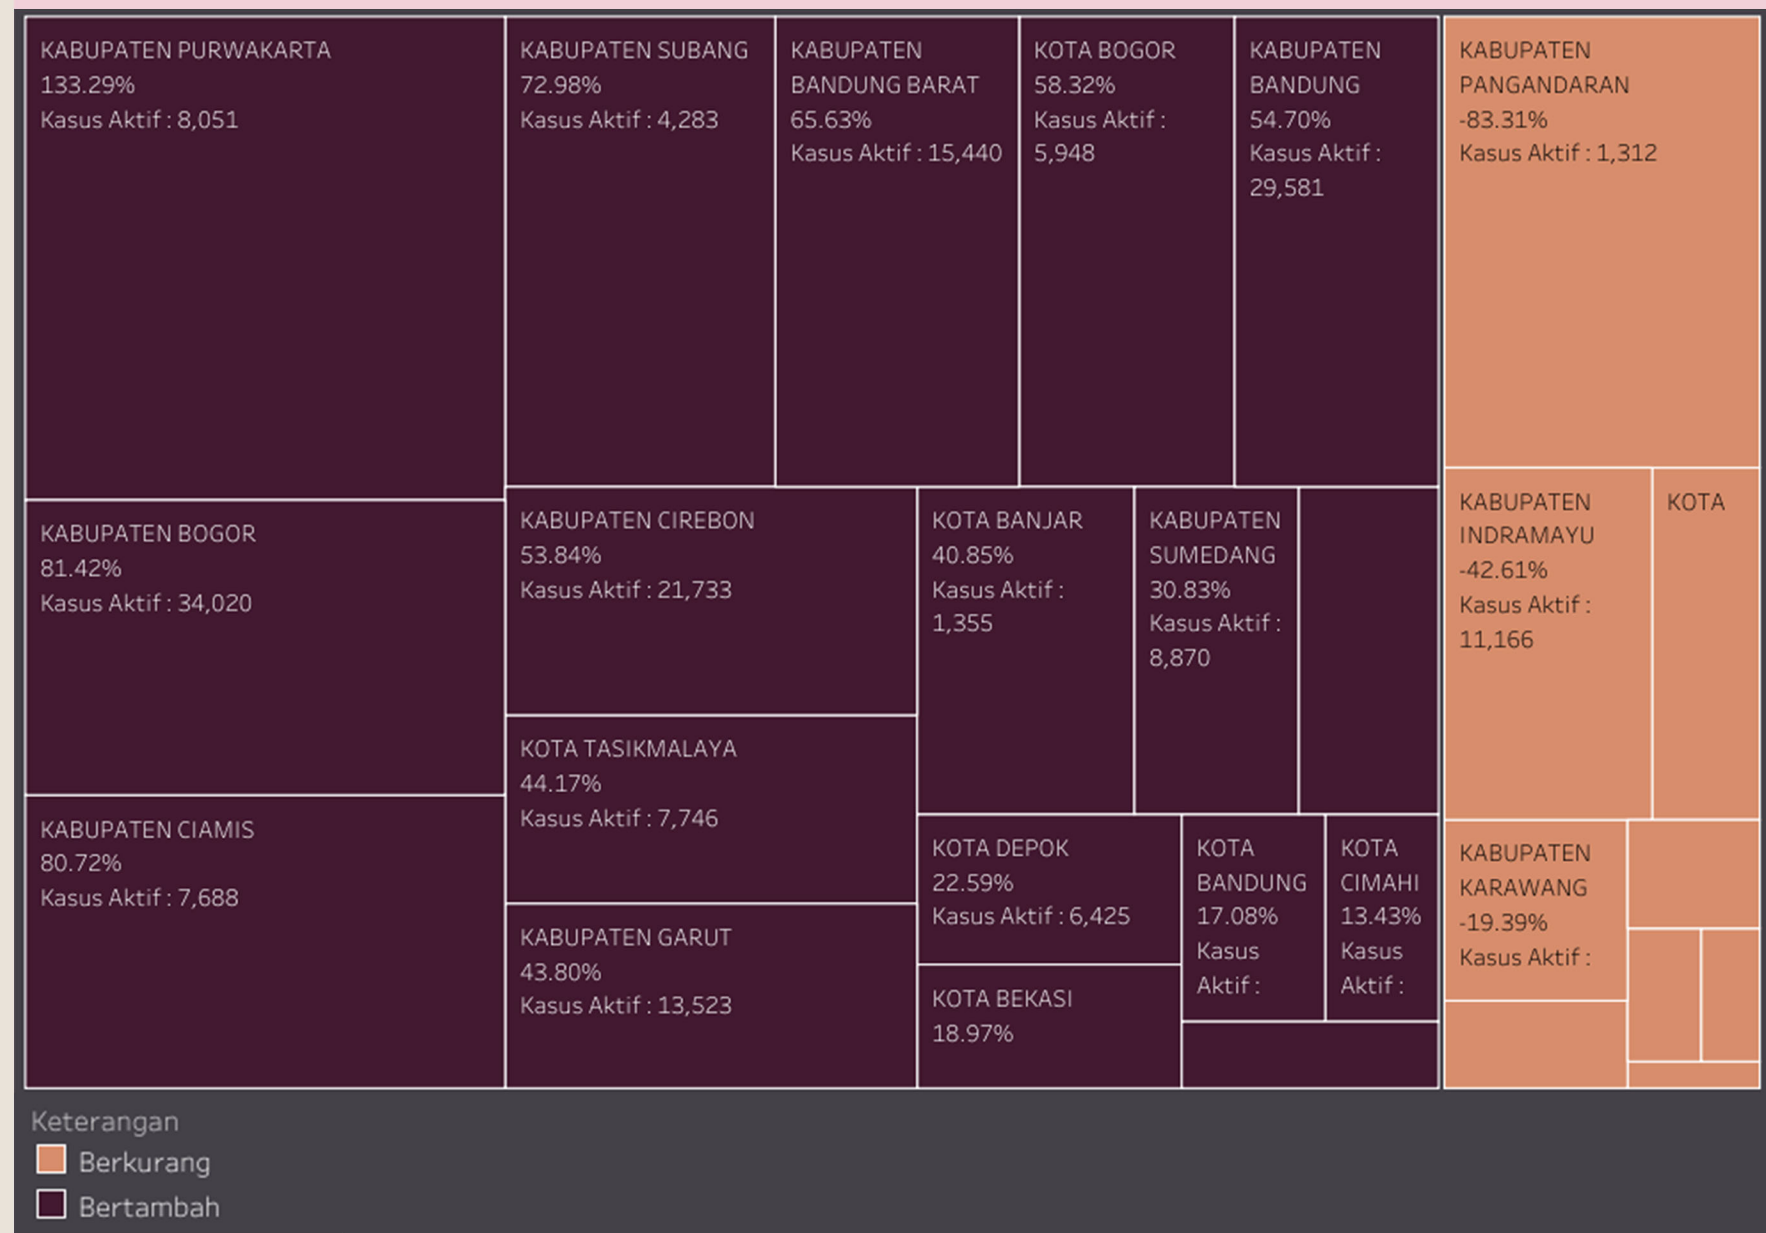 KABUPATEN PURWAKARTA
133.29%
Kasus Aktif : 8,051
KABUPATEN SUBANG
72.98%
Kasus Aktif : 4,283
KABUPATEN
BANDUNG BARAT
65.63%
Kasus Aktif : 15,440
KOTA BOGOR
58.32%
Kasus Aktif :
5,948
KABUPATEN
BANDUNG
54.70%
Kasus Aktif :
29,581
KABUPATEN
PANGANDARAN
-83.31%
Kasus Aktif : 1,312
KABUPATEN BOGOR
81.42%
Kasus Aktif : 34,020
KABUPATEN CIREBON
53.84%
Kasus Aktif : 21,733
KOTA BANJAR
40.85%
Kasus Aktif :
1,355
KABUPATEN
SUMEDANG
30.83%
Kasus Aktif :
8,870
KABUPATEN
INDRAMAYU
-42.61%
Kasus Aktif :
11,166
KOTA
KOTA TASIKMALAYA
44.17%
Kasus Aktif : 7,746
KABUPATEN CIAMIS
80.72%
Kasus Aktif : 7,688
KABUPATEN GARUT
43.80%
Kasus Aktif : 13,523
KOTA DEPOK
22.59%
Kasus Aktif : 6,425
KOTA
BANDUNG
17.08%
Kasus
Aktif :
KOTA
CIMAHI
13.43%
Kasus
Aktif :
KABUPATEN
KARAWANG
-19.39%
Kasus Aktif :
KOTA BEKASI
18.97%
Keterangan
Berkurang
Bertambah